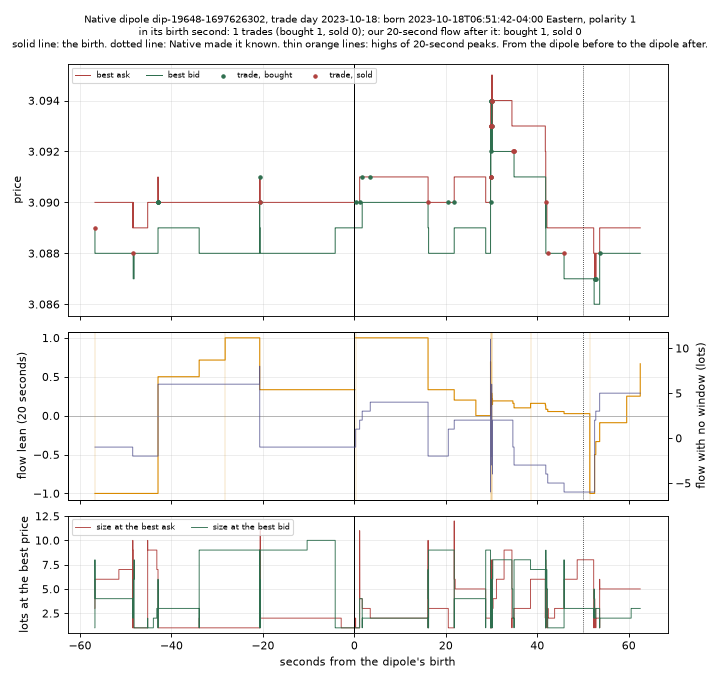 Native dipole dip-19648-1697626302, trade day 2023-10-18: born 2023-10-18T06:51:42-04:00 Eastern, polarity 1
in its birth second: 1 trades (bought 1, sold 0); our 20-second flow after it: bought 1, sold 0
solid line: the birth. dotted line: Native made it known. thin orange lines: highs of 20-second peaks. From the dipole before to the dipole after.
best ask
best bid
trade, bought
trade, sold
price
3.094
3.092
3.090
3.088
3.086
flow lean (20 seconds)
1.0
0.5
0.0
−0.5
−1.0
10
5
0
−5
flow with no window (lots)
size at the best ask
size at the best bid
lots at the best price
12.5
10.0
7.5
5.0
2.5
−60
−40
−20
0
20
40
60
seconds from the dipole's birth